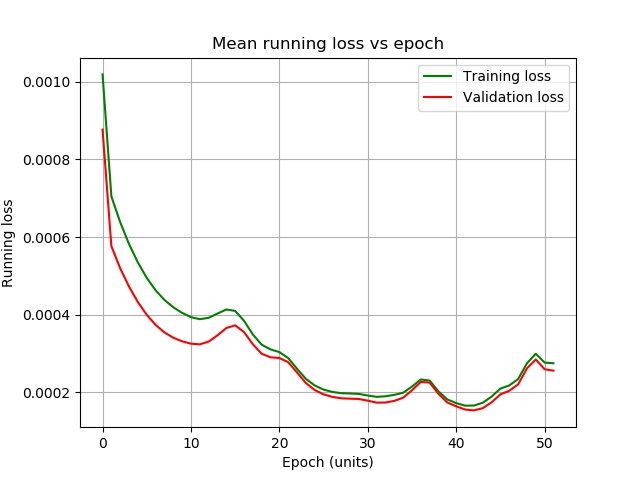 Mean running loss vs epoch
Training loss
Validation loss
0.0010
0.0008
0.0006
0.0004
0.0002
Running loss
0 10 20 30 40 50
Epoch (units)